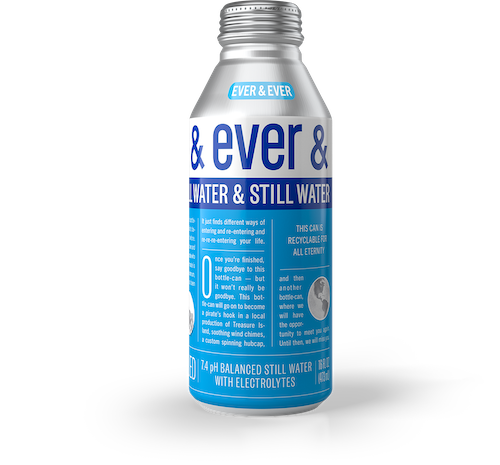 EVER & EVER
& ever &
WATER & STILL WATER
It just finds different ways of
entering and re-entering and
re-re-re-entering your life.
THIS CAN IS
RECYCLABLE FOR
ALL ETERNITY
Once you're finished,
say goodbye to this
bottle-can — but
it won't really be
goodbye. This bot-
tle-can will go on to become
a pirate's hook in a local
production of Treasure Is-
land, soothing wind chimes,
a custom spinning hubcap,
and then
another
bottle-can,
where we
will have
the oppor-
tunity to meet you
Until then, we will
7.4 pH BALANCED STILL WATER
WITH ELECTROLYTES
16 FL OZ